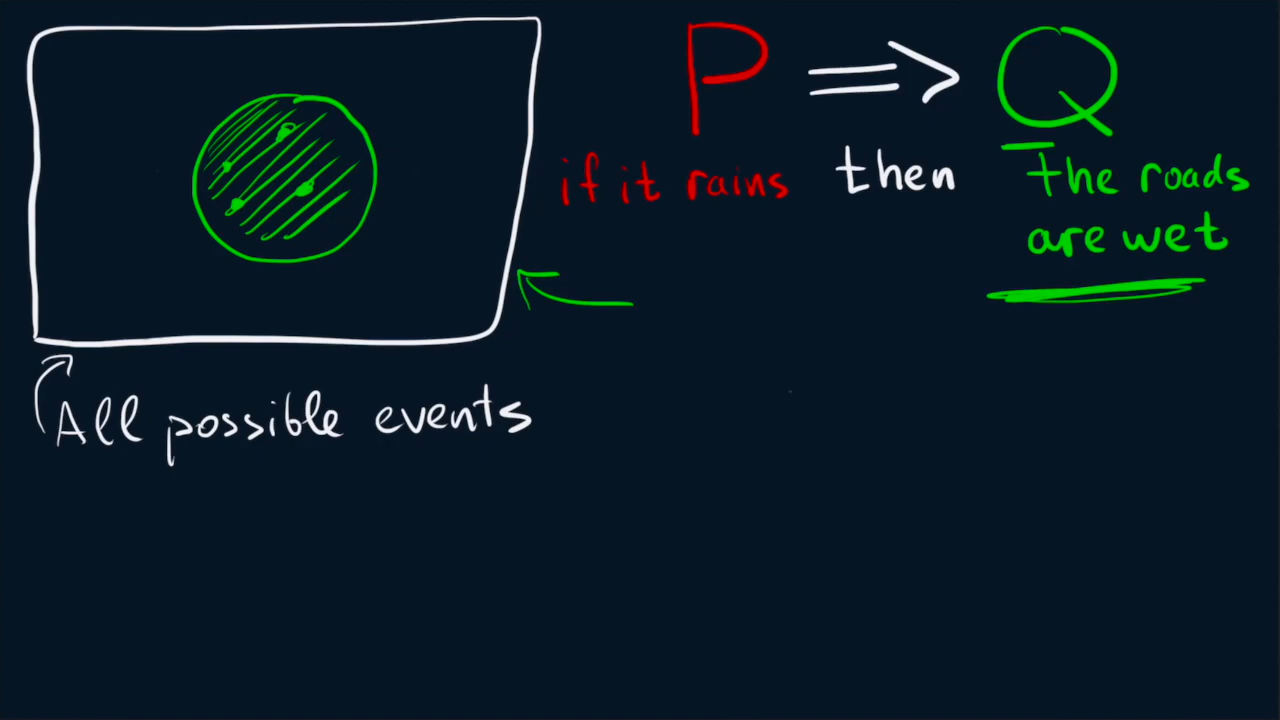 P => Q
if it rains then the roads
are wet
All possible events